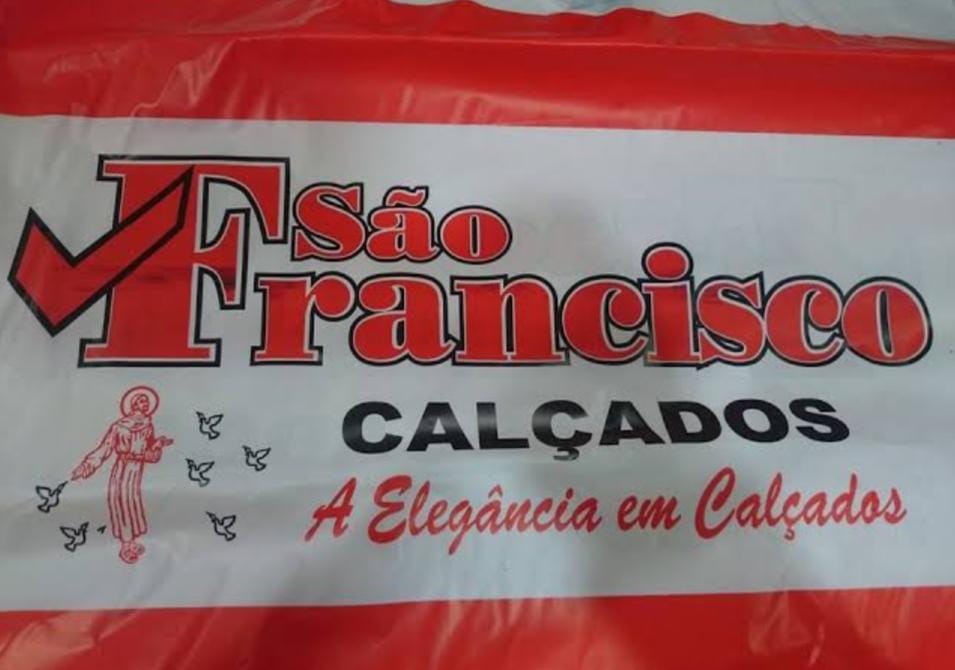 São
Francisco
CALÇADOS
A Elegância em Calçados